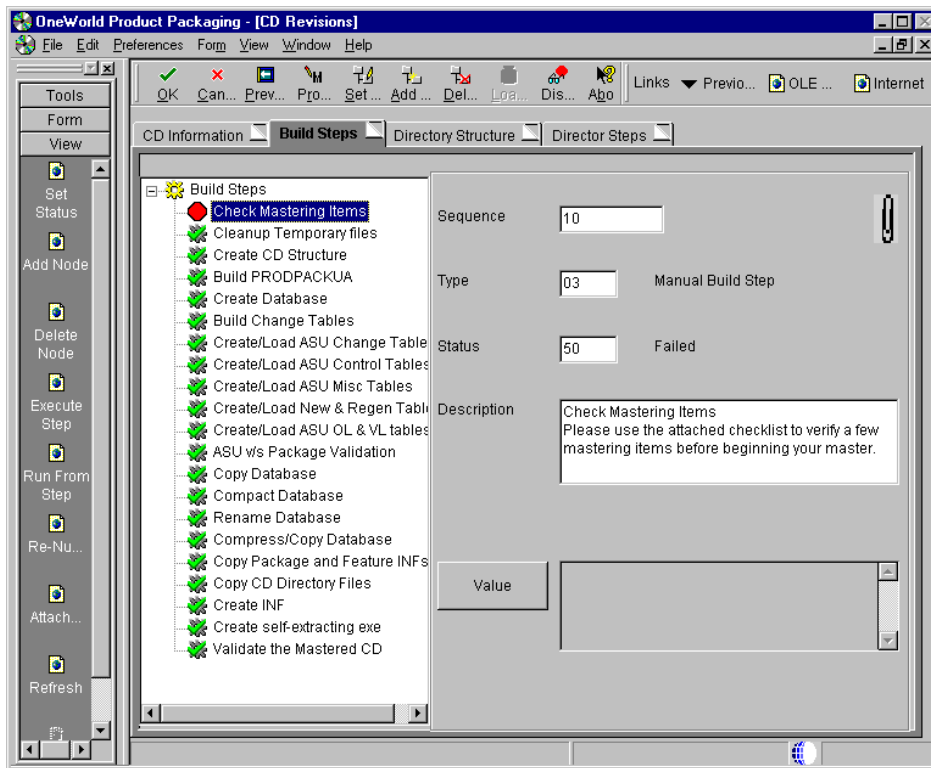 OneWorld Product Packaging - [CD Revisions]
File Edit Preferences Form View Window Help
Tools
Form
View
Set Status
Add Node
Delete Node
Execute Step
Run From Step
Re-Nu...
Attach...
Refresh
OK Can... Prev... Pro... Set ... Add ... Del... Loa... Dis... Abo Links Previo... OLE ... Internet
CD Information Build Steps Directory Structure Director Steps
Build Steps
Check Mastering Items
Cleanup Temporary files
Create CD Structure
Build PRODPACKUA
Create Database
Build Change Tables
Create/Load ASU Change Table
Create/Load ASU Control Tables
Create/Load ASU Misc Tables
Create/Load New & Regen Tabl
Create/Load ASU OL & VL tables
ASU v/s Package Validation
Copy Database
Compact Database
Rename Database
Compress/Copy Database
Copy Package and Feature INFs
Copy CD Directory Files
Create INF
Create self-extracting exe
Validate the Mastered CD
Sequence 10
Type 03 Manual Build Step
Status 50 Failed
Description Check Mastering Items
Please use the attached checklist to verify a few
mastering items before beginning your master.
Value